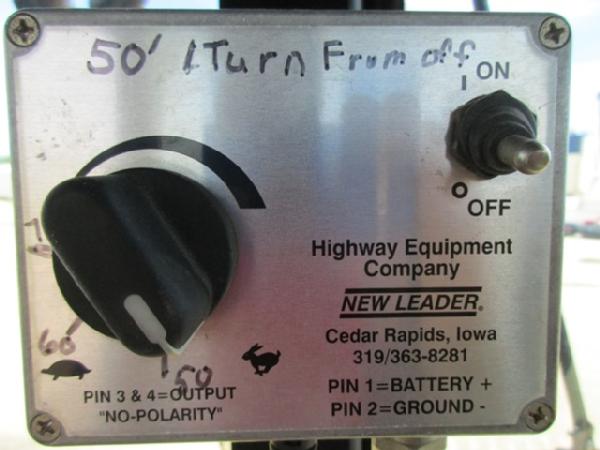 50' 1 Turn From off
I ON
O OFF
Highway Equipment
Company
NEW LEADER®
Cedar Rapids, Iowa
319/363-8281
60
50
PIN 3 & 4=OUTPUT
"NO-POLARITY"
PIN 1=BATTERY +
PIN 2=GROUND -